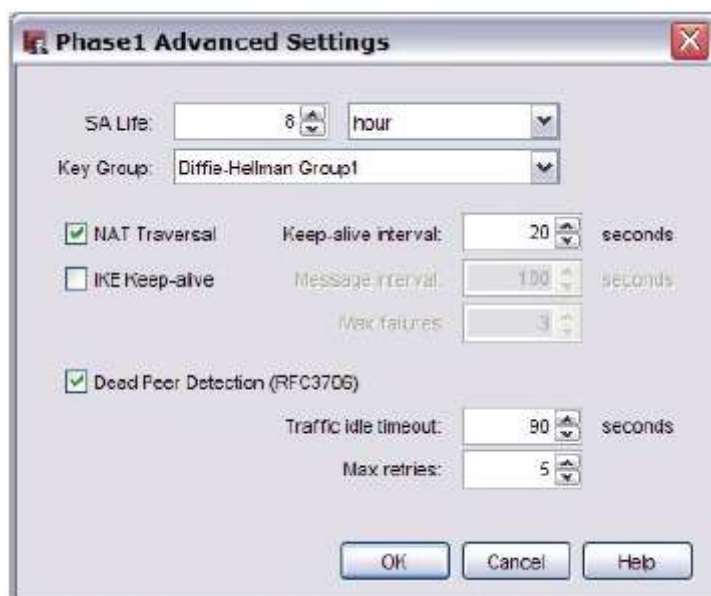 Phase1 Advanced Settings
SA Life: 8 hour
Key Group: Diffie-Hellman Group1
NAT Traversal Keep-alive interval: 20 seconds
IKE Keep-alive Message interval: 100 seconds
Max failures 3
Dead Peer Detection (RFC3706)
Traffic idle timeout: 90 seconds
Max retries: 5
OK Cancel Help